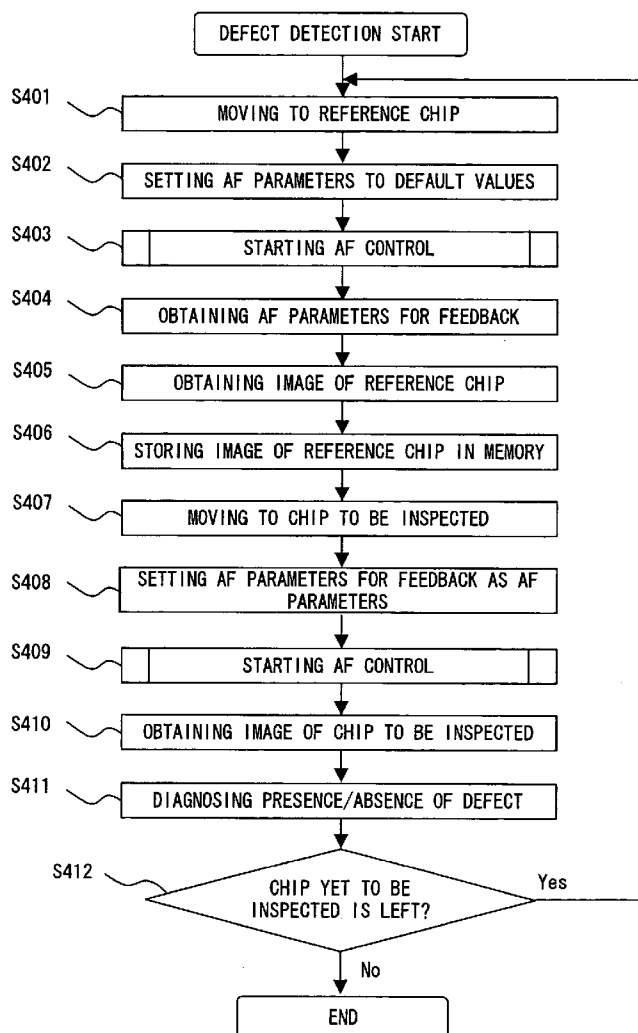 DEFECT DETECTION START
S401
MOVING TO REFERENCE CHIP
S402
SETTING AF PARAMETERS TO DEFAULT VALUES
S403
STARTING AF CONTROL
S404
OBTAINING AF PARAMETERS FOR FEEDBACK
S405
OBTAINING IMAGE OF REFERENCE CHIP
S406
STORING IMAGE OF REFERENCE CHIP IN MEMORY
S407
MOVING TO CHIP TO BE INSPECTED
S408
SETTING AF PARAMETERS FOR FEEDBACK AS AF
PARAMETERS
S409
STARTING AF CONTROL
S410
OBTAINING IMAGE OF CHIP TO BE INSPECTED
S411
DIAGNOSING PRESENCE/ABSENCE OF DEFECT
S412
CHIP YET TO BE
INSPECTED IS LEFT?
Yes
No
END